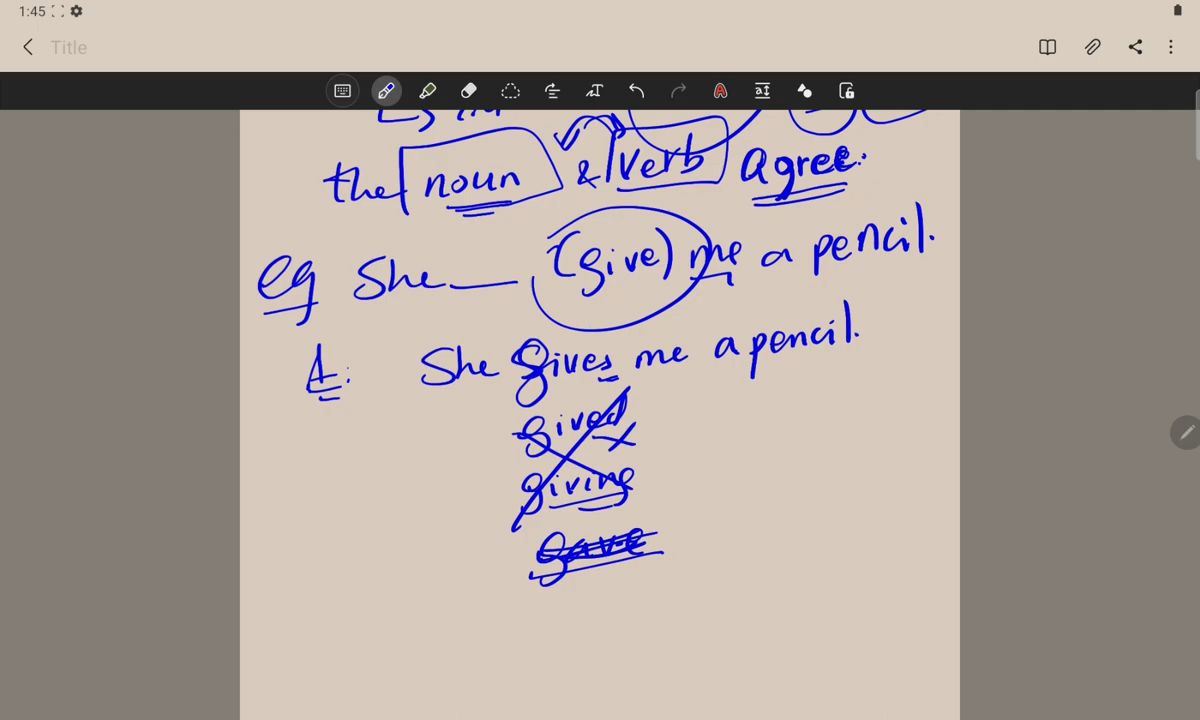 1:45
Title
the noun & verb agree.
eg She ___ (give) me a pencil.
A: She gives me a pencil.
gived
giving
gave